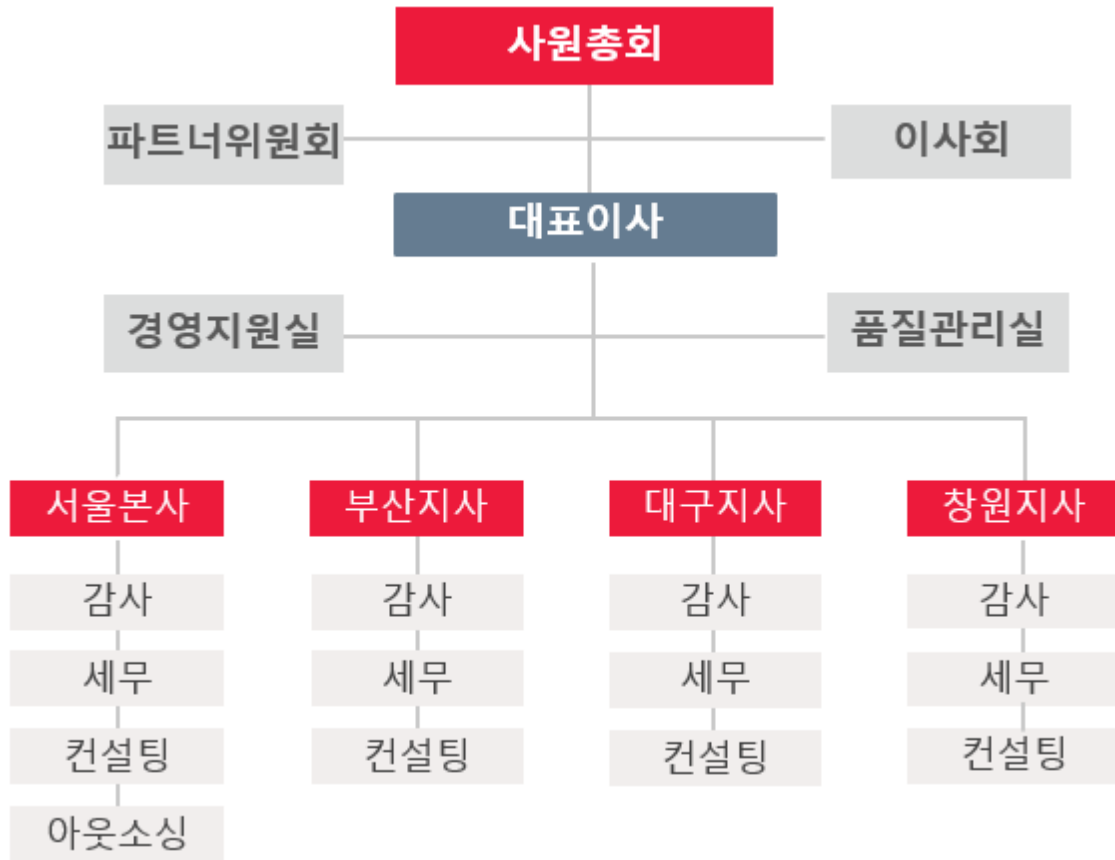 사원총회
파트너위원회
이사회
대표이사
경영지원실
품질관리실
서울본사
부산지사
대구지사
창원지사
감사
감사
감사
감사
세무
세무
세무
세무
컨설팅
컨설팅
컨설팅
컨설팅
아웃소싱